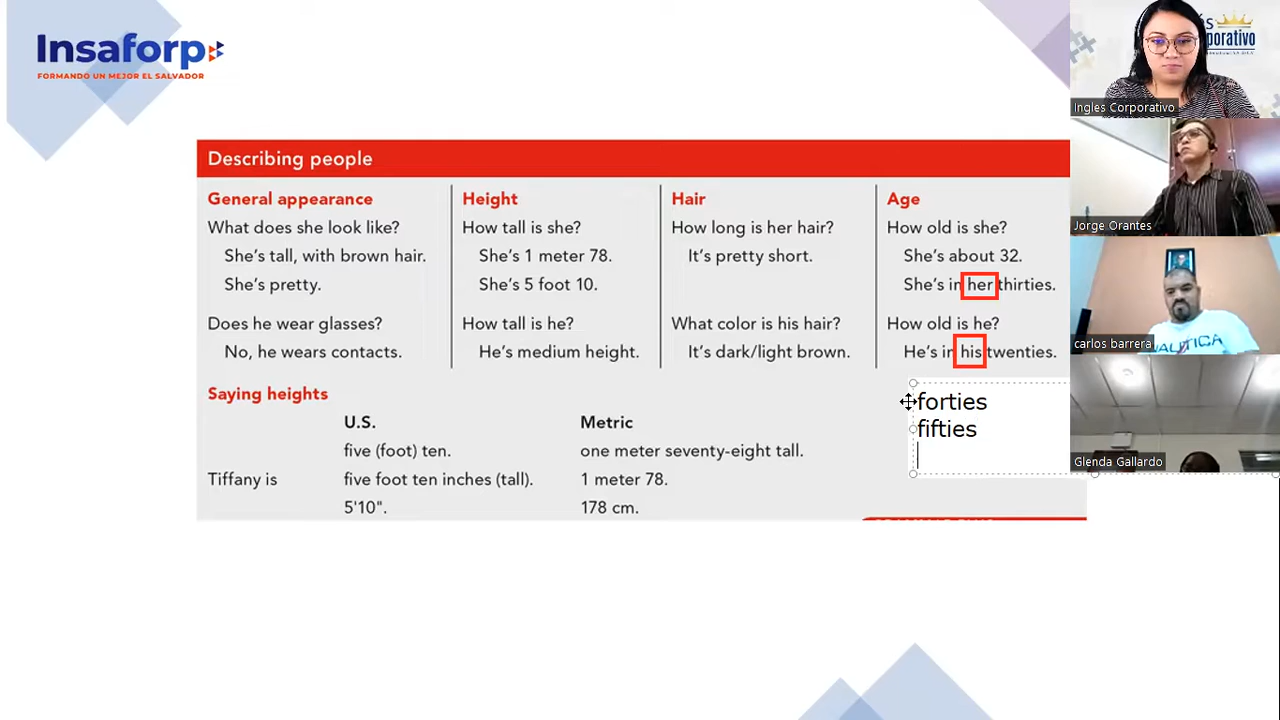 Insaforp
FORMANDO UN MEJOR EL SALVADOR
Describing people
General appearance
What does she look like?
She's tall, with brown hair.
She's pretty.
Does he wear glasses?
No, he wears contacts.
Height
How tall is she?
She's 1 meter 78.
She's 5 foot 10.
How tall is he?
He's medium height.
Hair
How long is her hair?
It's pretty short.
What color is his hair?
It's dark/light brown.
Age
How old is she?
She's about 32.
She's in her thirties.
How old is he?
He's in his twenties.
forties
fifties
Saying heights
U.S.
Metric
five (foot) ten.
one meter seventy-eight tall.
Tiffany is
five foot ten inches (tall).
1 meter 78.
5'10".
178 cm.
Ingles Corporativo
Jorge Orantes
carlos barrera
NAUTICA
Glenda Gallardo